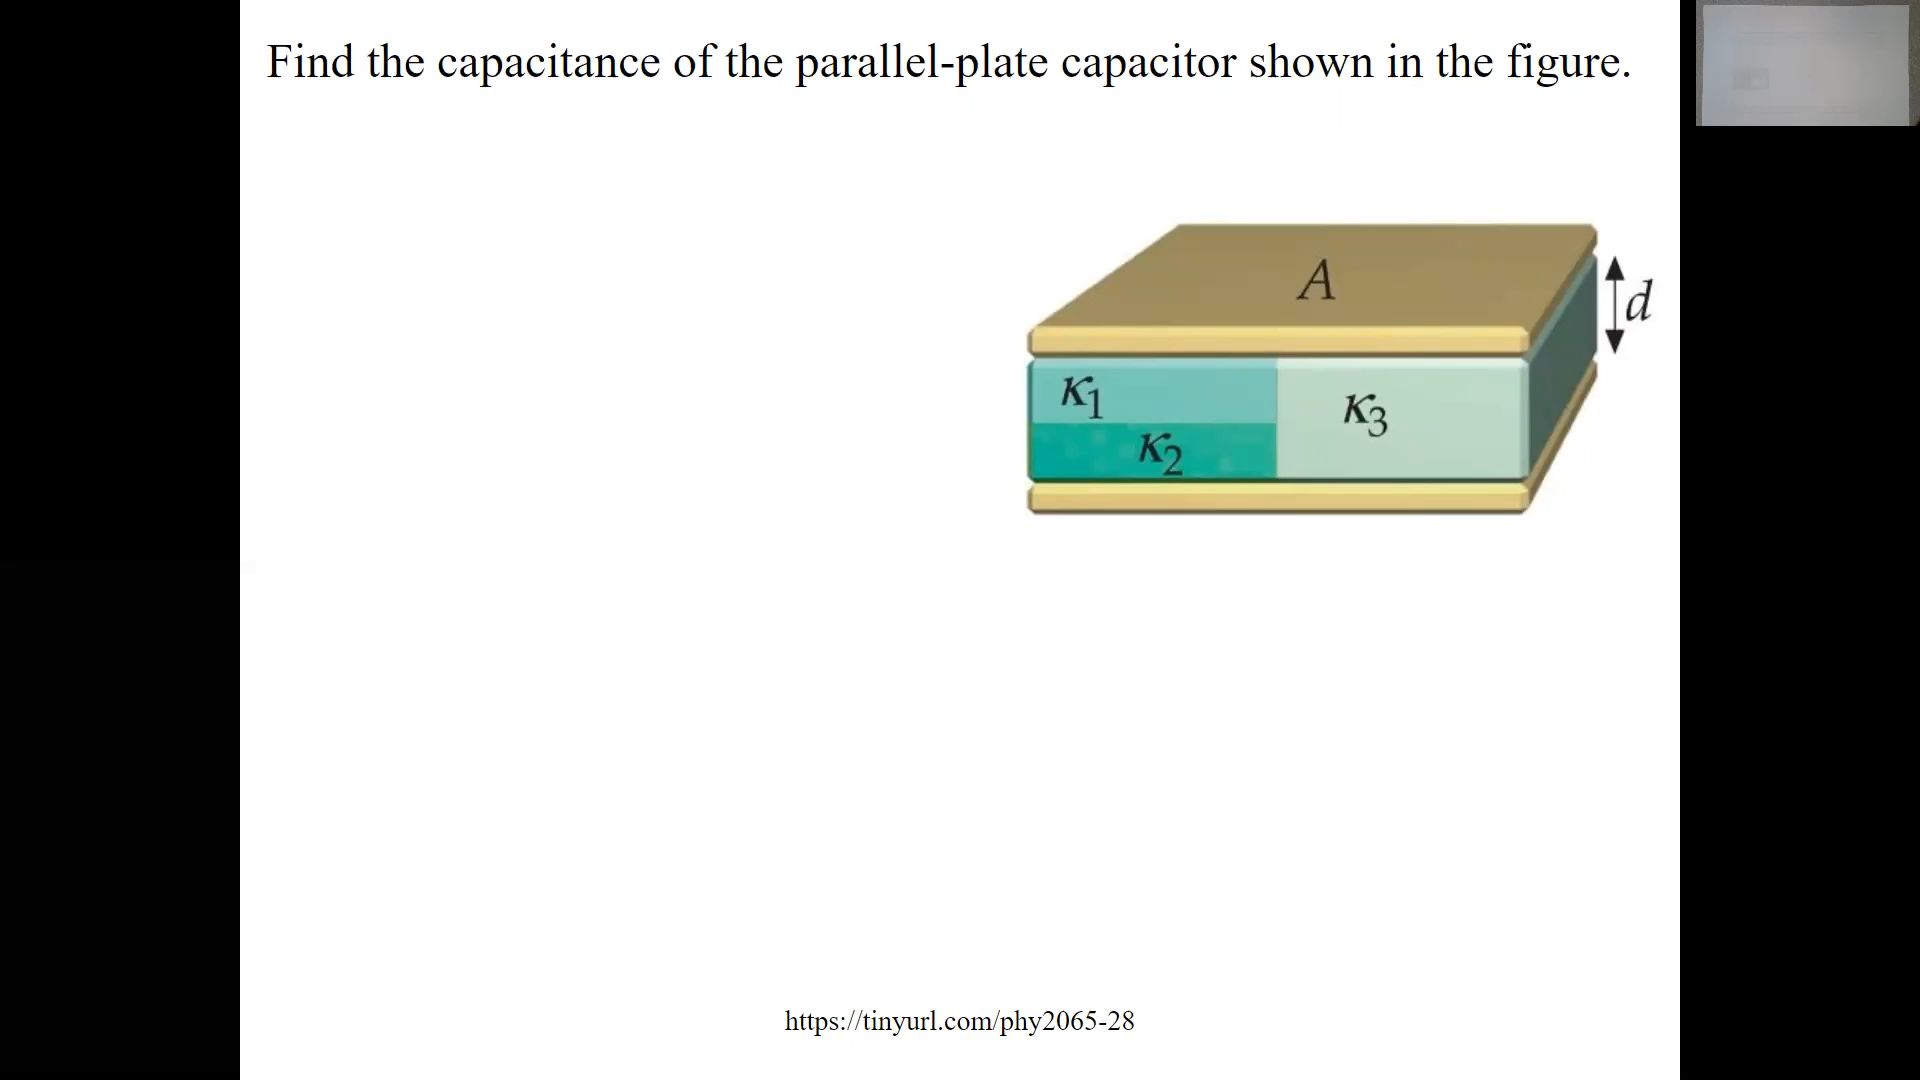 Find the capacitance of the parallel-plate capacitor shown in the figure.
A
d
κ1
κ3
κ2
https://tinyurl.com/phy2065-28